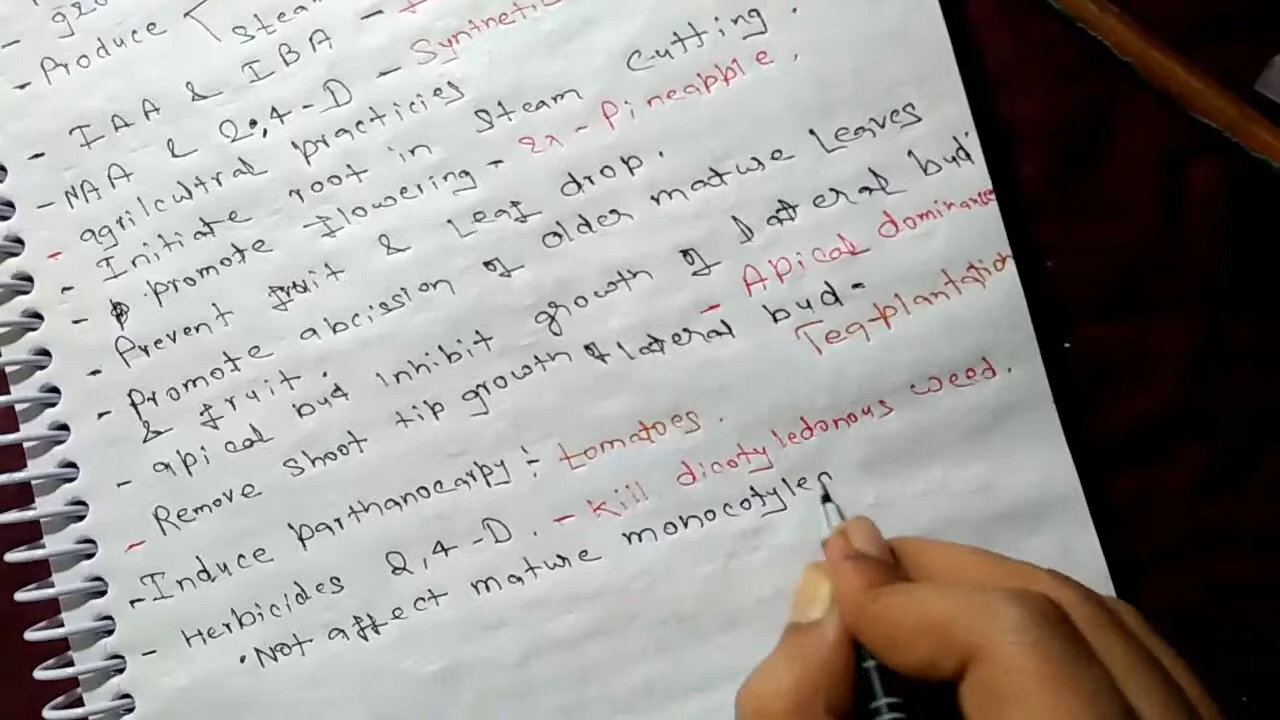 - Produce
- IAA & IBA -
- NAA & 2,4-D - Synthetic
- agrilcultral practicies
- Initiate root in steam cutting.
- promote flowering - ex - Pineapple.
- Prevent fruit & Leaf drop.
- Promote abcission of older mature Leaves
& fruit.
- apical bud inhibit growth of Lateral bud
- Apical dominance
- Remove shoot tip growth of lateral bud -
Tea plantation
- Induce parthanocarpy ÷ tomatoes.
- Herbicides 2,4-D. - kill dicotyledonous weed.
• Not affect mature monocotyle